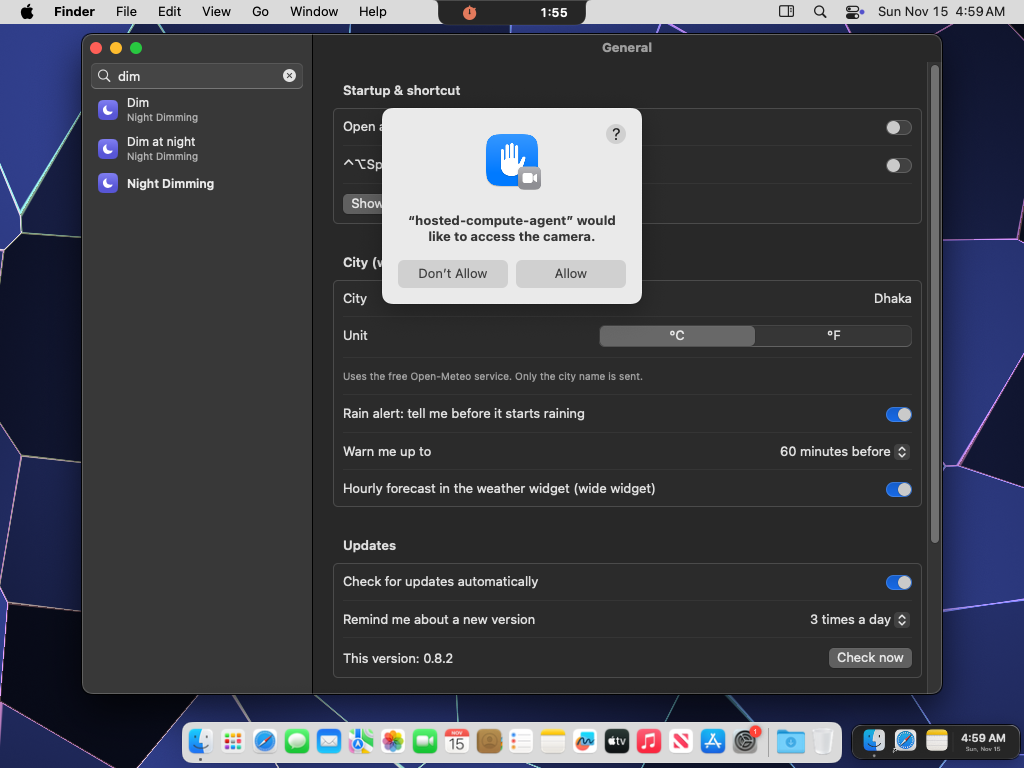 Finder File Edit View Go Window Help
1:55
Sun Nov 15 4:59 AM
General
dim
Dim
Night Dimming
Dim at night
Night Dimming
Night Dimming
Startup & shortcut
Open a
^⌥Sp
Show
?
“hosted-compute-agent” would
like to access the camera.
Don’t Allow
Allow
City (w
City
Dhaka
Unit
°C
°F
Uses the free Open-Meteo service. Only the city name is sent.
Rain alert: tell me before it starts raining
Warn me up to
60 minutes before
Hourly forecast in the weather widget (wide widget)
Updates
Check for updates automatically
Remind me about a new version
3 times a day
This version: 0.8.2
Check now
NOV
15
tv
1
4:59 AM
Sun, Nov 15